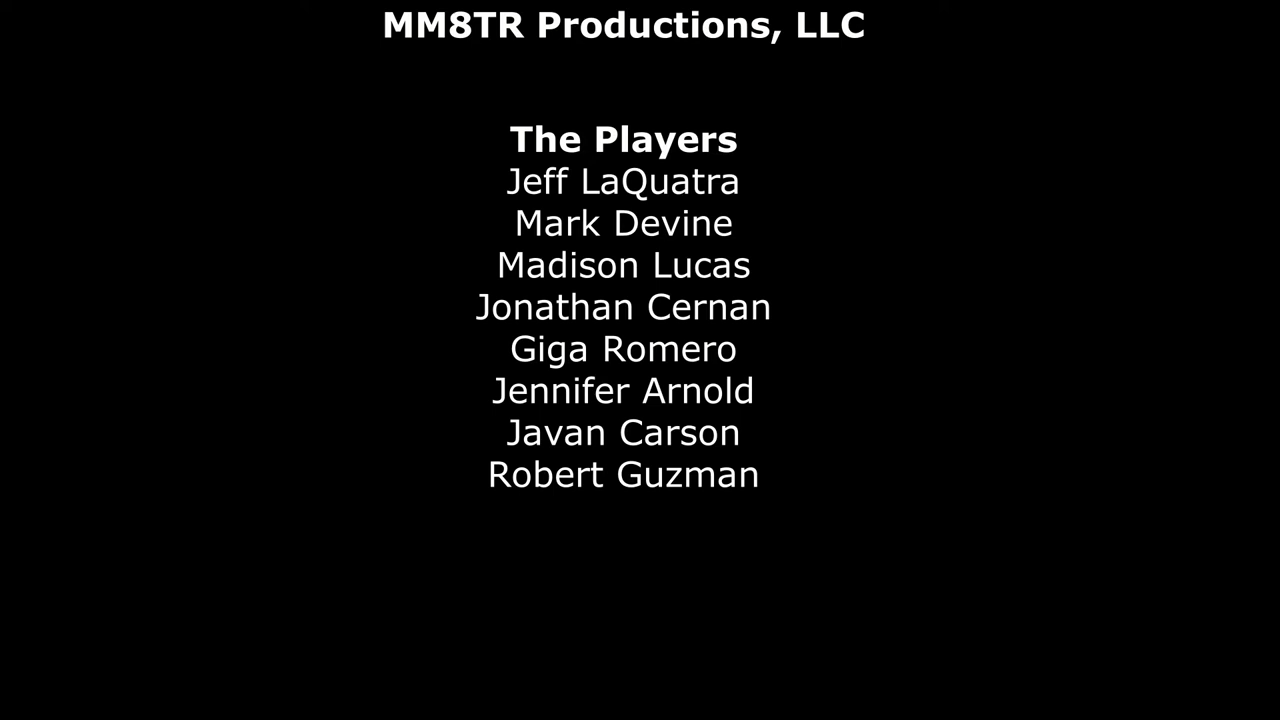 MM8TR Productions, LLC
The Players
Jeff LaQuatra
Mark Devine
Madison Lucas
Jonathan Cernan
Giga Romero
Jennifer Arnold
Javan Carson
Robert Guzman